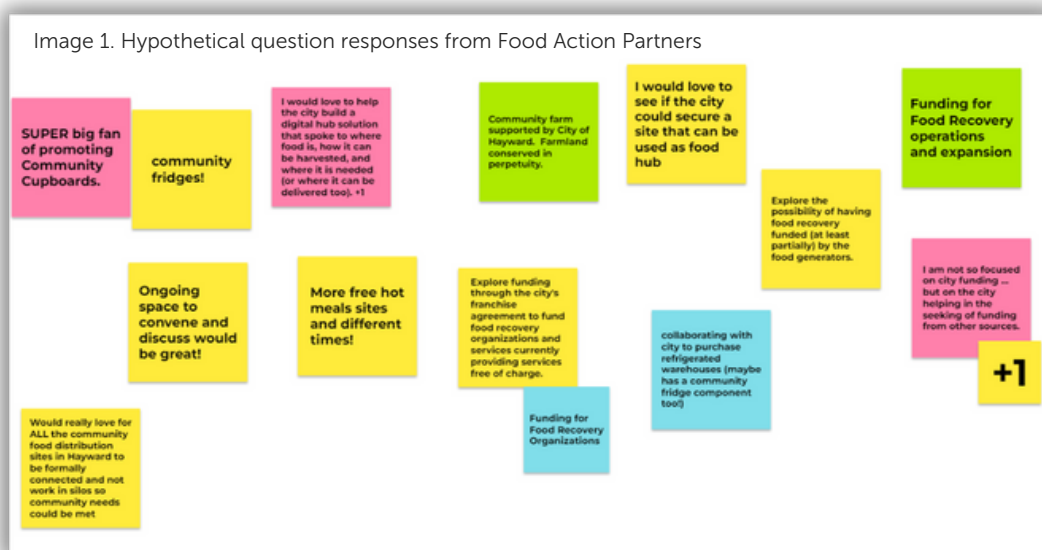 Image 1. Hypothetical question responses from Food Action Partners
SUPER big fan
of promoting
Community
Cupboards.
community
fridges!
I would love to help
the city build a
digital hub solution
that spoke to where
food is, how it can
be harvested, and
where it is needed
(or where it can be
delivered too). +1
Community farm
supported by City of
Hayward. Farmland
conserved in
perpetuity.
I would love to
see if the city
could secure a
site that can be
used as food
hub
Funding for
Food Recovery
operations
and expansion
Explore the
possibility of having
food recovery
funded (at least
partially) by the
food generators.
Ongoing
space to
convene and
discuss would
be great!
More free hot
meals sites
and different
times!
Explore funding
through the city's
franchise
agreement to fund
food recovery
organizations and
services currently
providing services
free of charge.
Funding for
Food Recovery
Organizations
collaborating with
city to purchase
refrigerated
warehouses (maybe
has a community
fridge component
too!)
I am not so focused
on city funding ...
but on the city
helping in the
seeking of funding
from other sources.
+1
Would really love for
ALL the community
food distribution
sites in Hayward to
be formally
connected and not
work in silos so
community needs
could be met